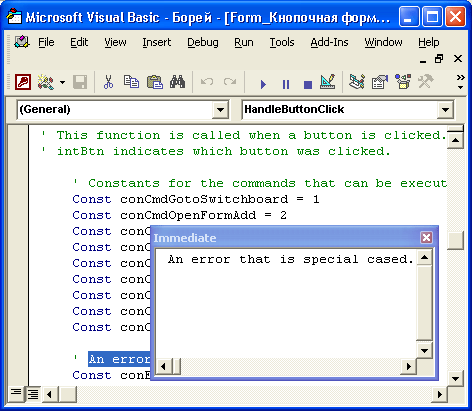 Microsoft Visual Basic - Борей - [Form_Кнопочная форм...
File Edit View Insert Debug Run Tools Add-Ins Window Help
(General) HandleButtonClick
' This function is called when a button is clicked.
' intBtn indicates which button was clicked.
' Constants for the commands that can be execut
Const conCmdGotoSwitchboard = 1
Const conCmdOpenFormAdd = 2
Const conC
Const conC
Const conC
Const conC
Const conC
Const conC
Const conC
Immediate
An error that is special cased.
' An error
Const conE